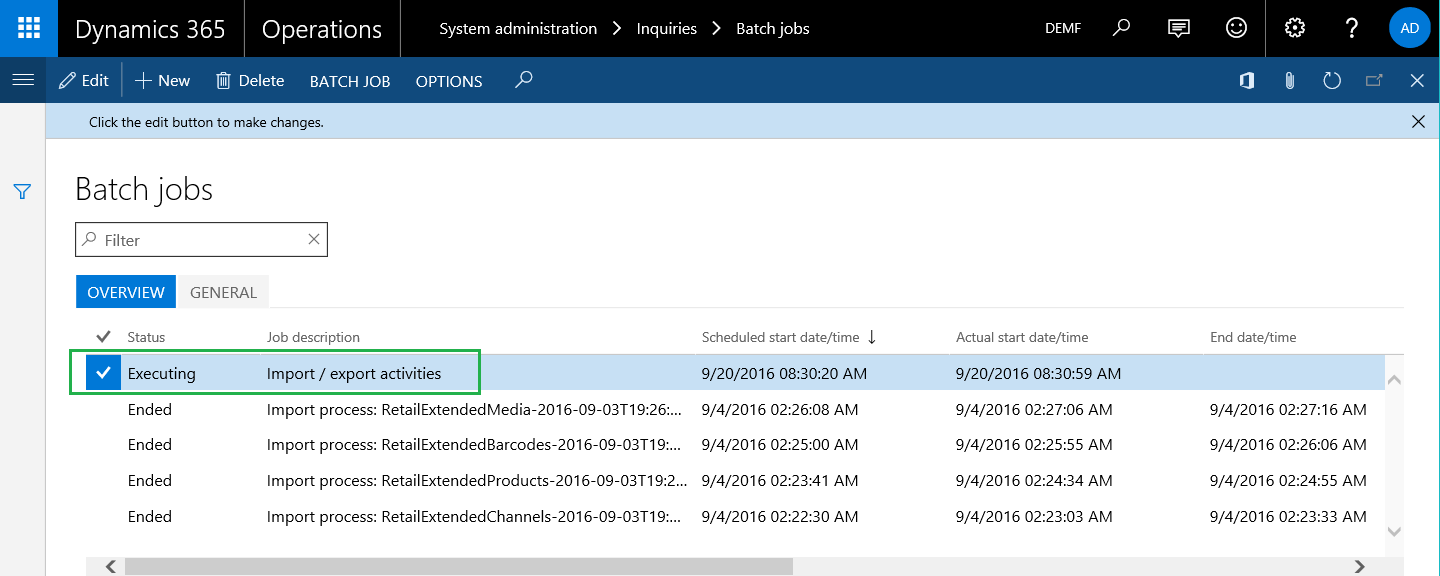 Dynamics 365 Operations System administration Inquiries Batch jobs DEMF AD
Edit New Delete BATCH JOB OPTIONS
Click the edit button to make changes.
Batch jobs
Filter
OVERVIEW GENERAL
Status Job description Scheduled start date/time Actual start date/time End date/time
Executing Import / export activities 9/20/2016 08:30:20 AM 9/20/2016 08:30:59 AM
Ended Import process: RetailExtendedMedia-2016-09-03T19:26:... 9/4/2016 02:26:08 AM 9/4/2016 02:27:06 AM 9/4/2016 02:27:16 AM
Ended Import process: RetailExtendedBarcodes-2016-09-03T19:... 9/4/2016 02:25:00 AM 9/4/2016 02:25:55 AM 9/4/2016 02:26:06 AM
Ended Import process: RetailExtendedProducts-2016-09-03T19:2... 9/4/2016 02:23:41 AM 9/4/2016 02:24:34 AM 9/4/2016 02:24:55 AM
Ended Import process: RetailExtendedChannels-2016-09-03T19:... 9/4/2016 02:22:30 AM 9/4/2016 02:23:03 AM 9/4/2016 02:23:33 AM